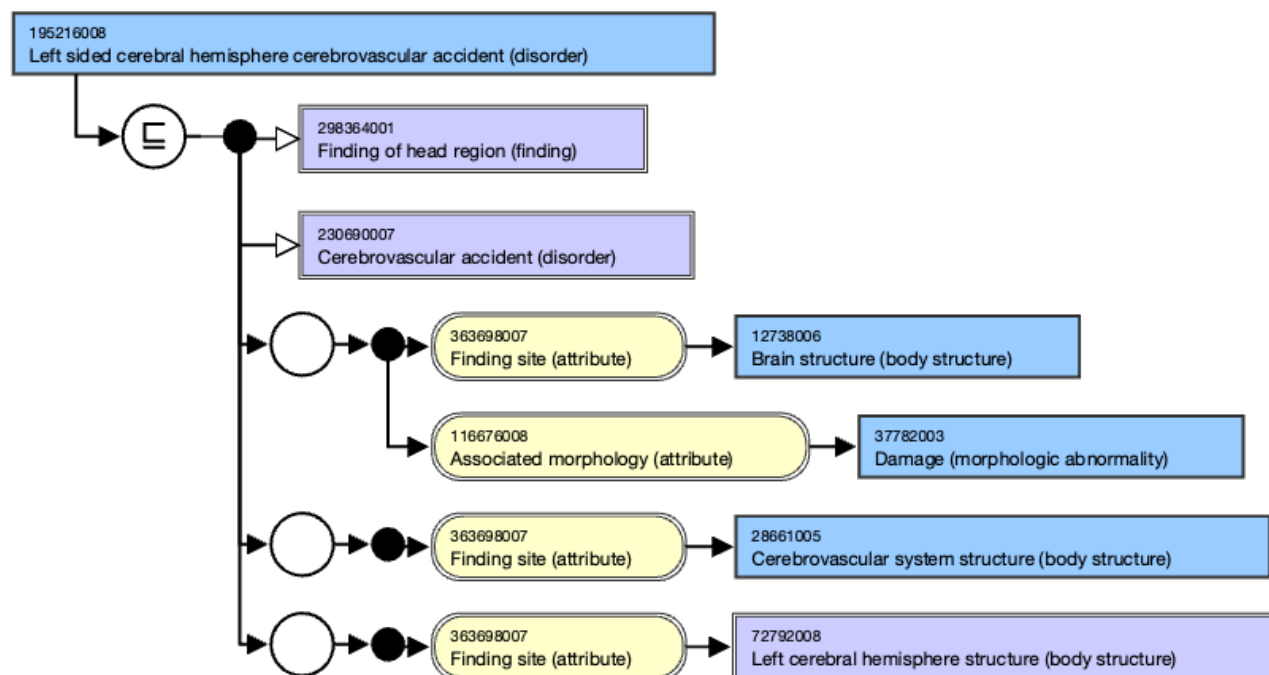 195216008
Left sided cerebral hemisphere cerebrovascular accident (disorder)
⊑
298364001
Finding of head region (finding)
230690007
Cerebrovascular accident (disorder)
363698007
Finding site (attribute)
12738006
Brain structure (body structure)
116676008
Associated morphology (attribute)
37782003
Damage (morphologic abnormality)
363698007
Finding site (attribute)
28661005
Cerebrovascular system structure (body structure)
363698007
Finding site (attribute)
72792008
Left cerebral hemisphere structure (body structure)